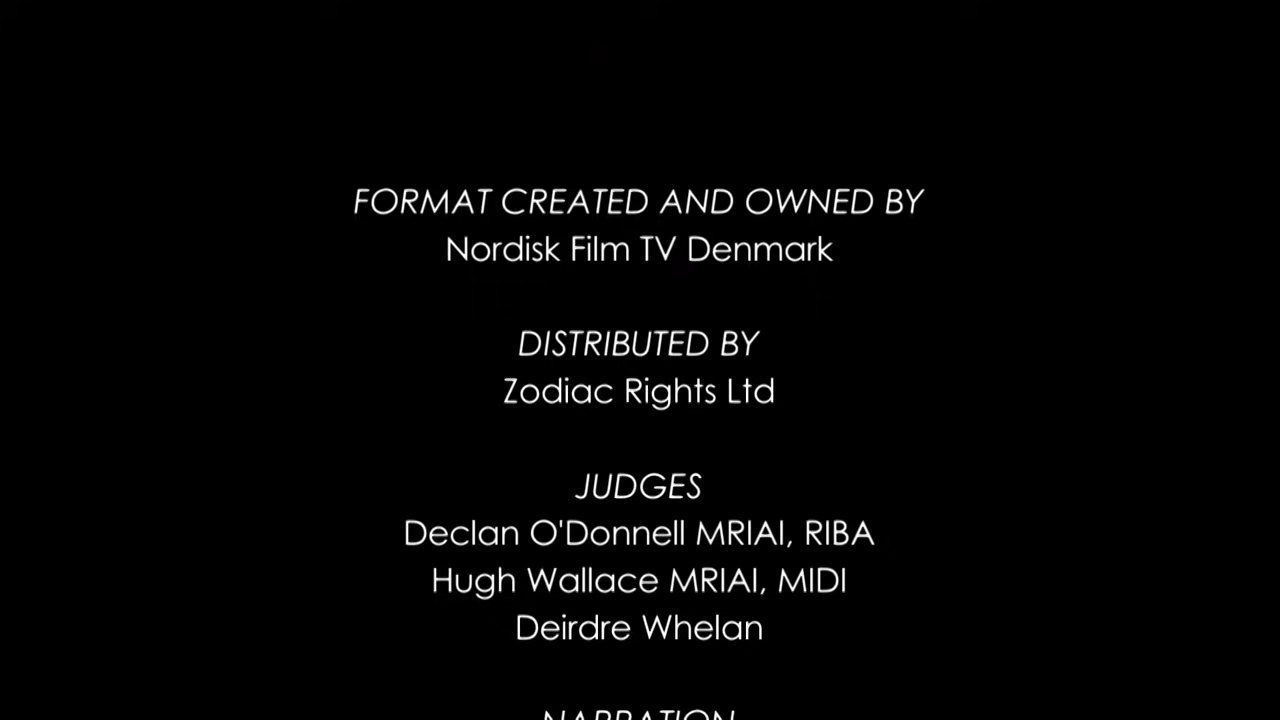 FORMAT CREATED AND OWNED BY
Nordisk Film TV Denmark
DISTRIBUTED BY
Zodiac Rights Ltd
JUDGES
Declan O'Donnell MRIAI, RIBA
Hugh Wallace MRIAI, MIDI
Deirdre Whelan
NARRATION